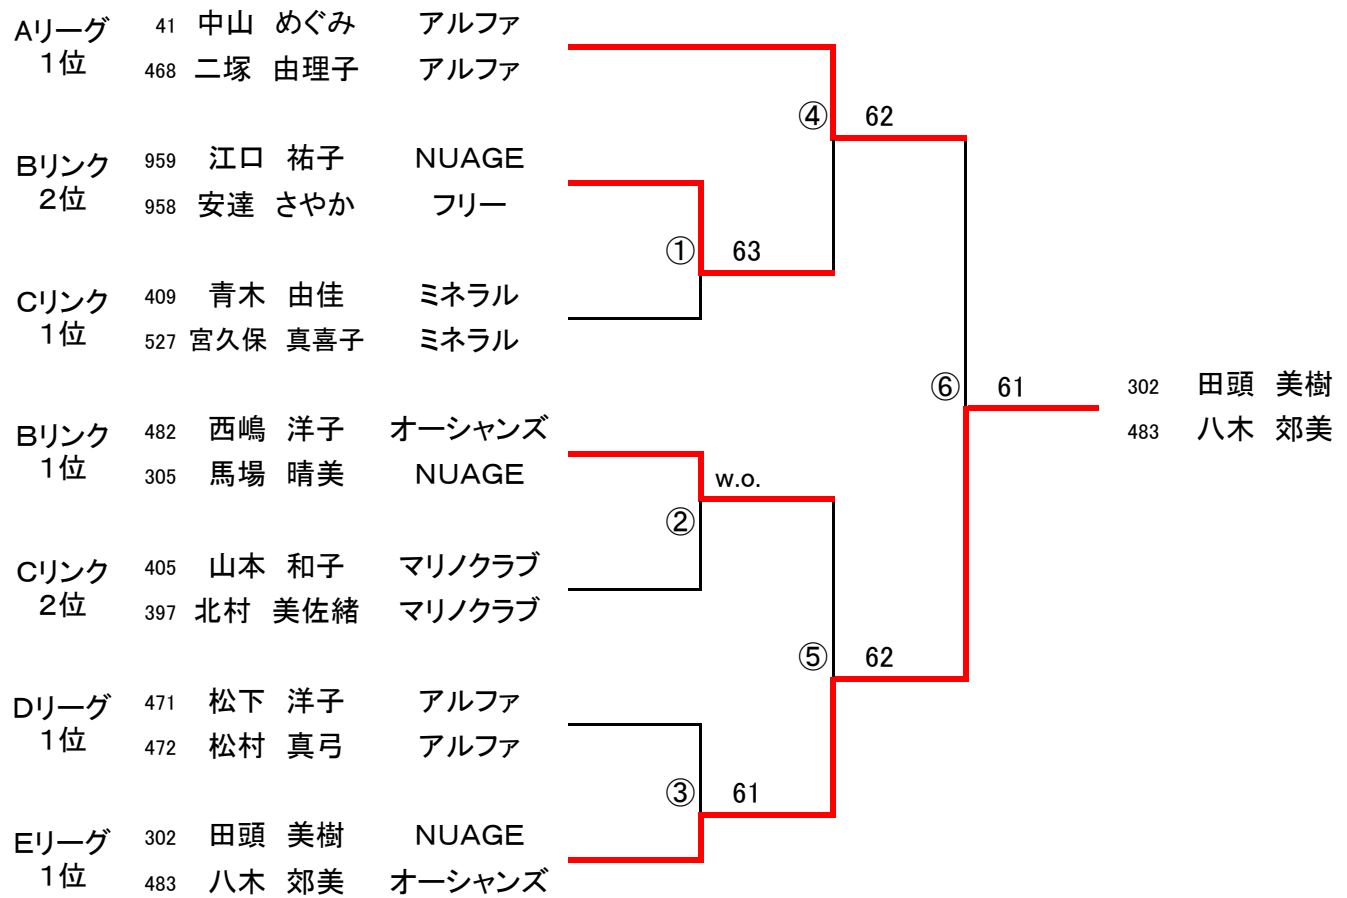 Aリーグ
1位
41 中山 めぐみ アルファ
468 二塚 由理子 アルファ
④ 62
Bリンク
2位
959 江口 祐子 NUAGE
958 安達 さやか フリー
① 63
Cリンク
1位
409 青木 由佳 ミネラル
527 宮久保 真喜子 ミネラル
⑥ 61
302 田頭 美樹
483 八木 郊美
Bリンク
1位
482 西嶋 洋子 オーシャンズ
305 馬場 晴美 NUAGE
w.o.
②
Cリンク
2位
405 山本 和子 マリノクラブ
397 北村 美佐緒 マリノクラブ
⑤ 62
Dリーグ
1位
471 松下 洋子 アルファ
472 松村 真弓 アルファ
③ 61
Eリーグ
1位
302 田頭 美樹 NUAGE
483 八木 郊美 オーシャンズ